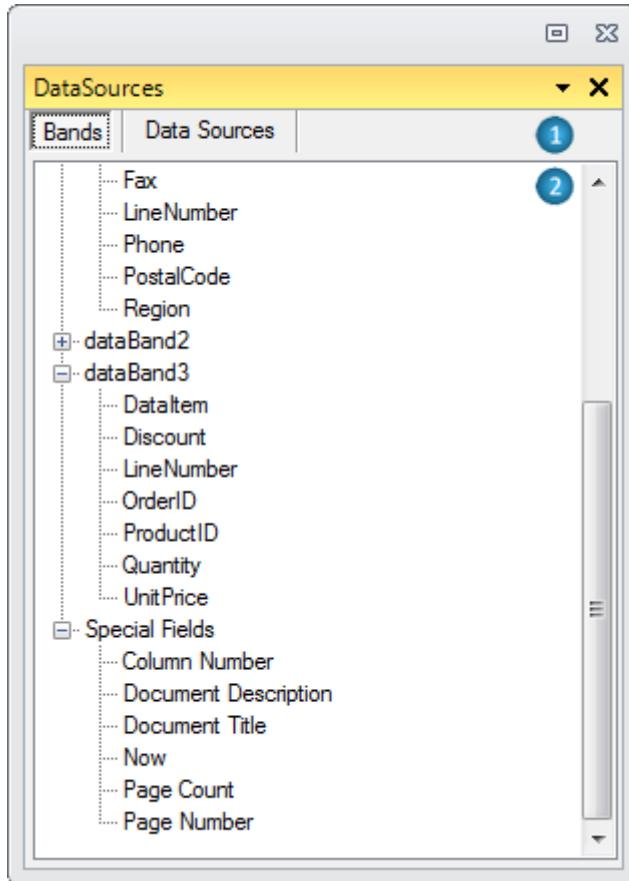 DataSources
Bands Data Sources 1
Fax 2
LineNumber
Phone
PostalCode
Region
dataBand2
dataBand3
DataItem
Discount
LineNumber
OrderID
ProductID
Quantity
UnitPrice
Special Fields
Column Number
Document Description
Document Title
Now
Page Count
Page Number